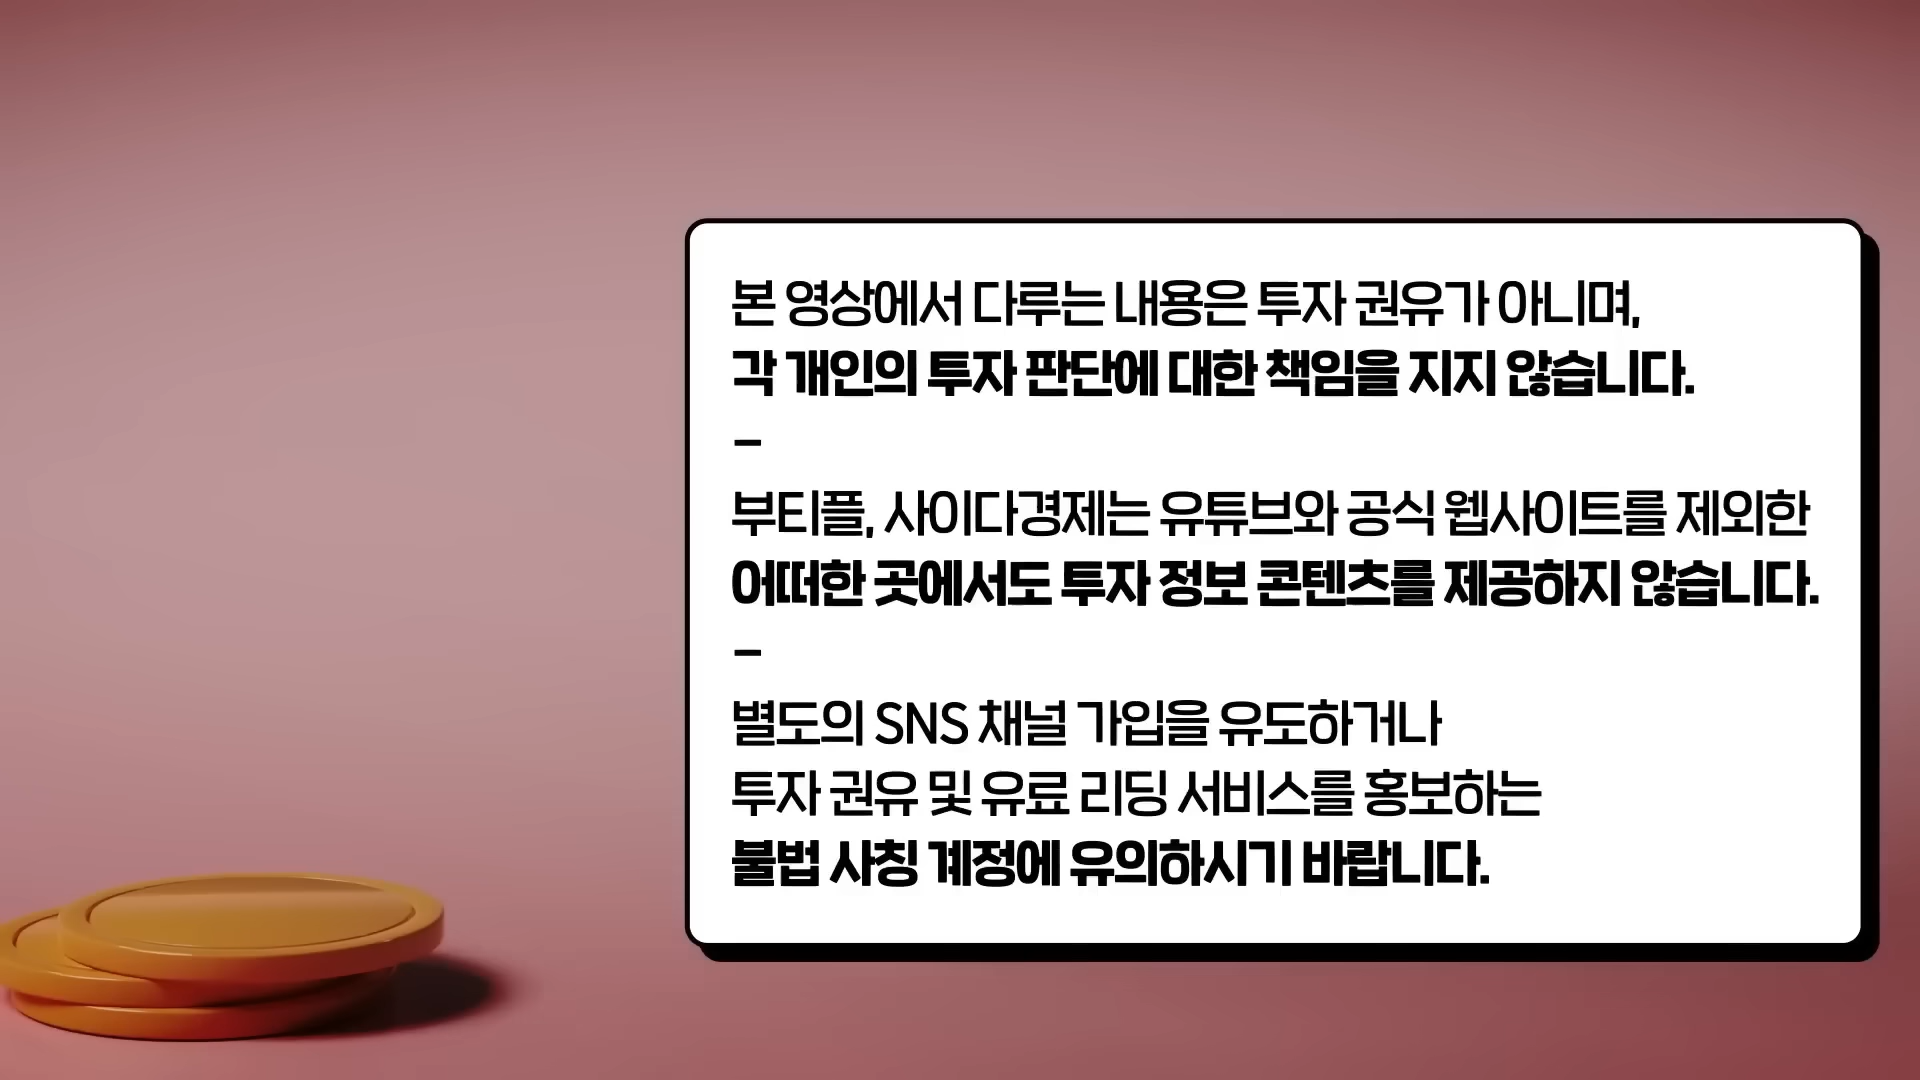 본 영상에서 다루는 내용은 투자 권유가 아니며,
각 개인의 투자 판단에 대한 책임을 지지 않습니다.
–
부티플, 사이다경제는 유튜브와 공식 웹사이트를 제외한
어떠한 곳에서도 투자 정보 콘텐츠를 제공하지 않습니다.
–
별도의 SNS 채널 가입을 유도하거나
투자 권유 및 유료 리딩 서비스를 홍보하는
불법 사칭 계정에 유의하시기 바랍니다.